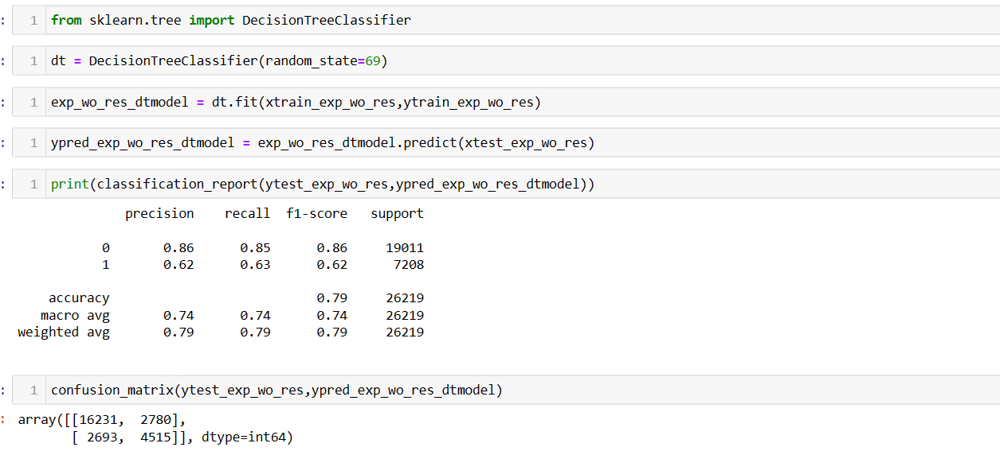 : 1 from sklearn.tree import DecisionTreeClassifier
: 1 dt = DecisionTreeClassifier(random_state=69)
: 1 exp_wo_res_dtmodel = dt.fit(xtrain_exp_wo_res,ytrain_exp_wo_res)
: 1 ypred_exp_wo_res_dtmodel = exp_wo_res_dtmodel.predict(xtest_exp_wo_res)
: 1 print(classification_report(ytest_exp_wo_res,ypred_exp_wo_res_dtmodel))
precision recall f1-score support
0 0.86 0.85 0.86 19011
1 0.62 0.63 0.62 7208
accuracy 0.79 26219
macro avg 0.74 0.74 0.74 26219
weighted avg 0.79 0.79 0.79 26219
: 1 confusion_matrix(ytest_exp_wo_res,ypred_exp_wo_res_dtmodel)
: array([[16231, 2780],
[ 2693, 4515]], dtype=int64)